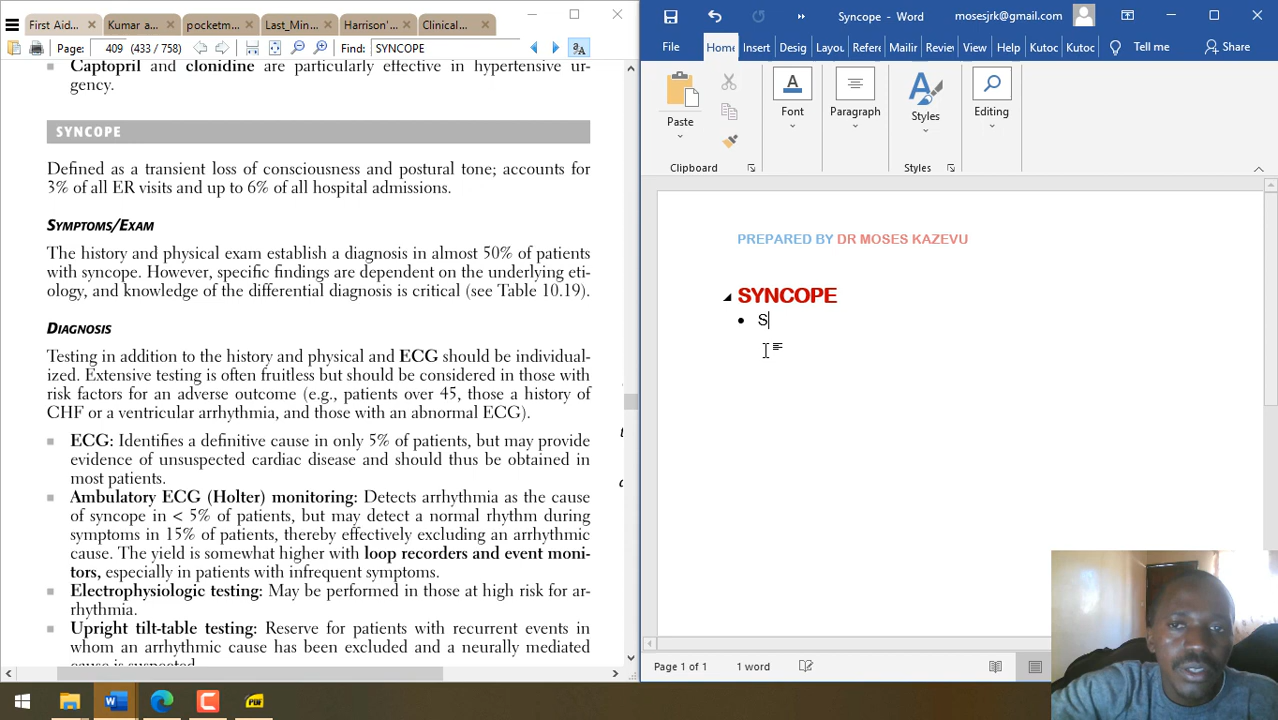 First Aid...
Kumar a...
pocketm...
Last_Min...
Harrison'...
Clinical...
Page: 409 (433 / 758) Find: SYNCOPE
Captopril and clonidine are particularly effective in hypertensive ur-
gency.
SYNCOPE
Defined as a transient loss of consciousness and postural tone; accounts for
3% of all ER visits and up to 6% of all hospital admissions.
SYMPTOMS/EXAM
The history and physical exam establish a diagnosis in almost 50% of patients
with syncope. However, specific findings are dependent on the underlying eti-
ology, and knowledge of the differential diagnosis is critical (see Table 10.19).
DIAGNOSIS
Testing in addition to the history and physical and ECG should be individual-
ized. Extensive testing is often fruitless but should be considered in those with
risk factors for an adverse outcome (e.g., patients over 45, those a history of
CHF or a ventricular arrhythmia, and those with an abnormal ECG).
ECG: Identifies a definitive cause in only 5% of patients, but may provide
evidence of unsuspected cardiac disease and should thus be obtained in
most patients.
Ambulatory ECG (Holter) monitoring: Detects arrhythmia as the cause
of syncope in < 5% of patients, but may detect a normal rhythm during
symptoms in 15% of patients, thereby effectively excluding an arrhythmic
cause. The yield is somewhat higher with loop recorders and event moni-
tors, especially in patients with infrequent symptoms.
Electrophysiologic testing: May be performed in those at high risk for ar-
rhythmia.
Upright tilt-table testing: Reserve for patients with recurrent events in
whom an arrhythmic cause has been excluded and a neurally mediated
cause is suspected.
Syncope - Word
mosesjrk@gmail.com
File Home Insert Desig Layou Refere Mailir Reviev View Help Kutoc Kutoc Tell me Share
Paste
Font
Paragraph
Styles
Editing
Clipboard
Styles
PREPARED BY DR MOSES KAZEVU
SYNCOPE
• S
Page 1 of 1 1 word
W
PDF